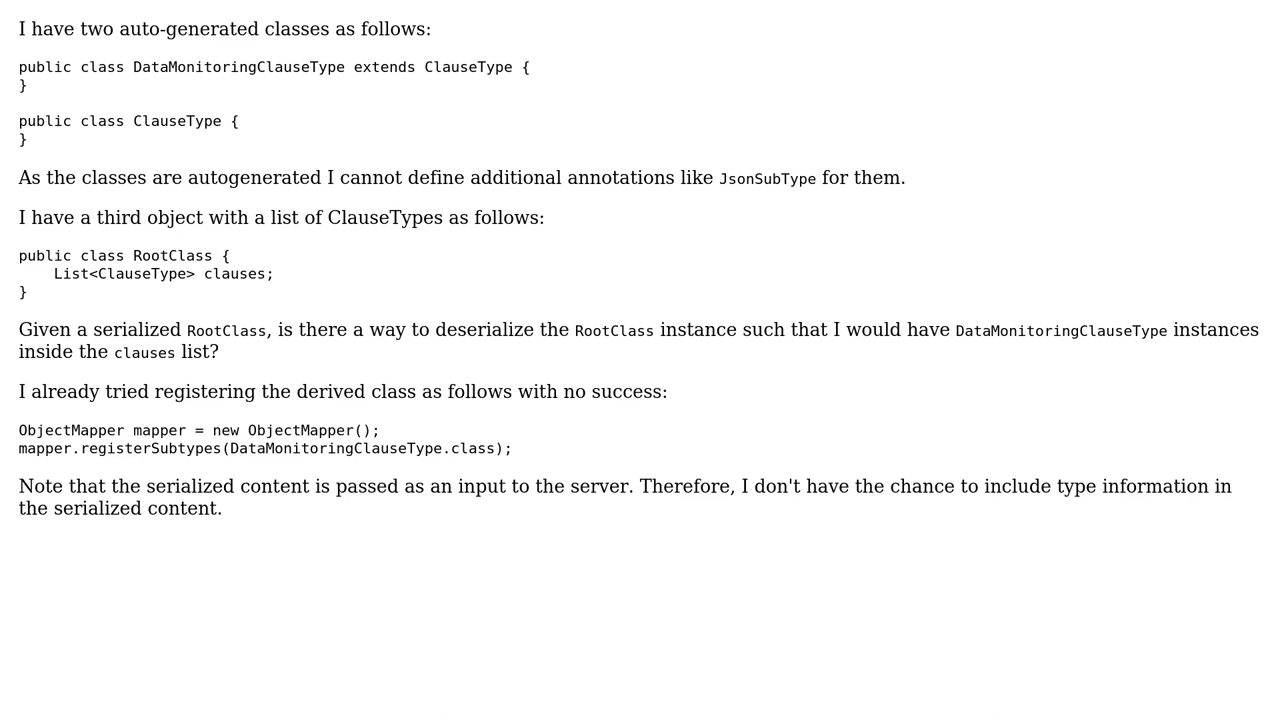 I have two auto-generated classes as follows:
public class DataMonitoringClauseType extends ClauseType {
}
public class ClauseType {
}
As the classes are autogenerated I cannot define additional annotations like JsonSubType for them.
I have a third object with a list of ClauseTypes as follows:
public class RootClass {
    List<ClauseType> clauses;
}
Given a serialized RootClass, is there a way to deserialize the RootClass instance such that I would have DataMonitoringClauseType instances
inside the clauses list?
I already tried registering the derived class as follows with no success:
ObjectMapper mapper = new ObjectMapper();
mapper.registerSubtypes(DataMonitoringClauseType.class);
Note that the serialized content is passed as an input to the server. Therefore, I don't have the chance to include type information in
the serialized content.